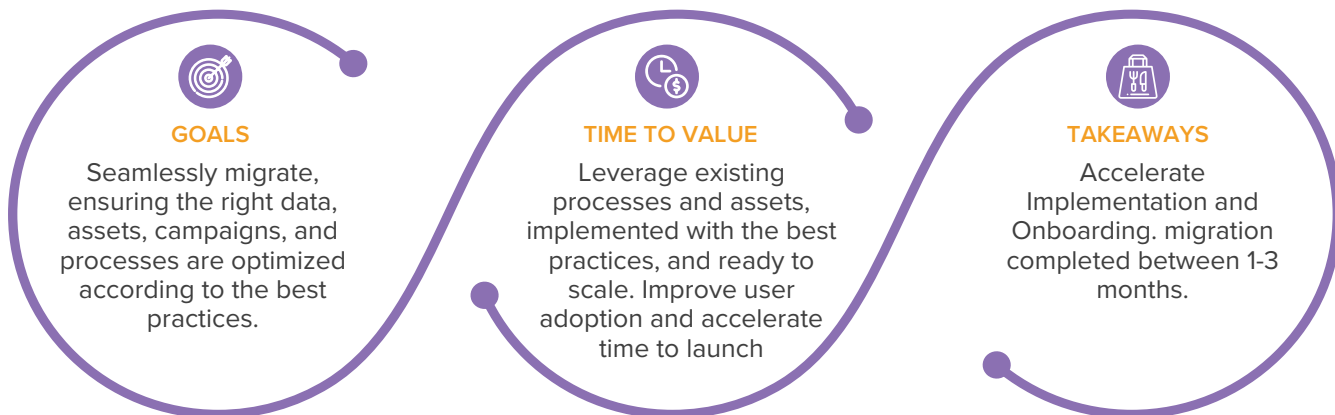 GOALS
Seamlessly migrate,
ensuring the right data,
assets, campaigns, and
processes are optimized
according to the best
practices.
TIME TO VALUE
Leverage existing
processes and assets,
implemented with the best
practices, and ready to
scale. Improve user
adoption and accelerate
time to launch
TAKEAWAYS
Accelerate
Implementation and
Onboarding. migration
completed between 1-3
months.